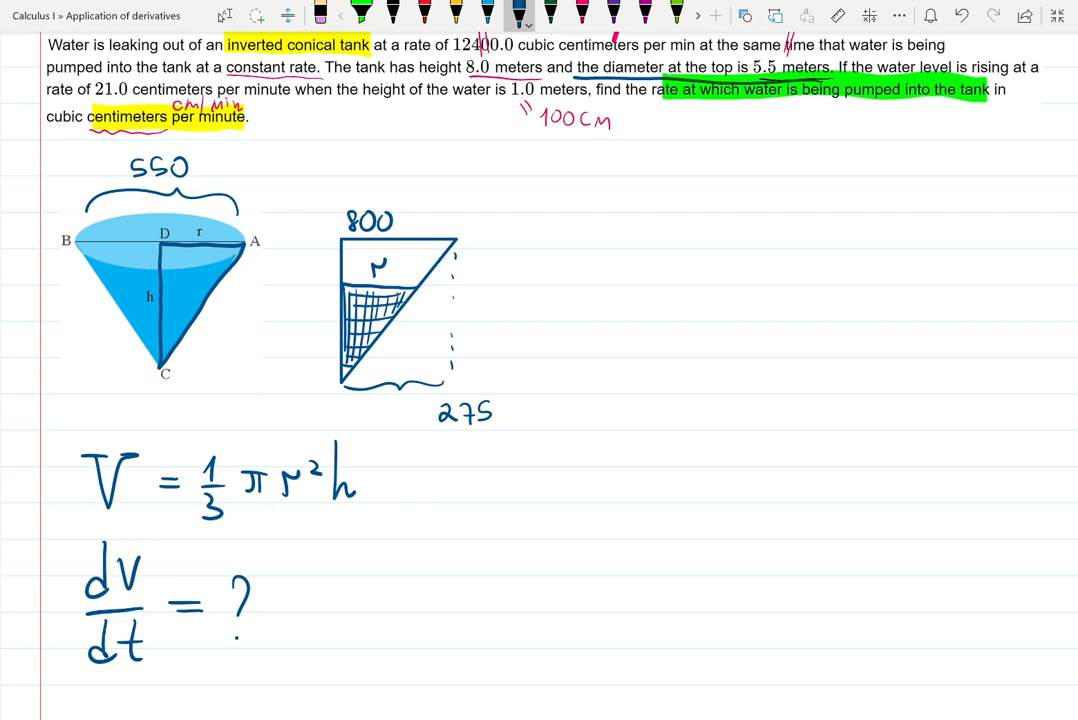 Calculus I » Application of derivatives
Water is leaking out of an inverted conical tank at a rate of 12400.0 cubic centimeters per min at the same time that water is being
pumped into the tank at a constant rate. The tank has height 8.0 meters and the diameter at the top is 5.5 meters. If the water level is rising at a
rate of 21.0 centimeters per minute when the height of the water is 1.0 meters, find the rate at which water is being pumped into the tank in
cm/min
cubic centimeters per minute.
100CM
550
800
B
D
r
A
r
h
C
275
V = 1/3 π r²h
dv/dt = ?